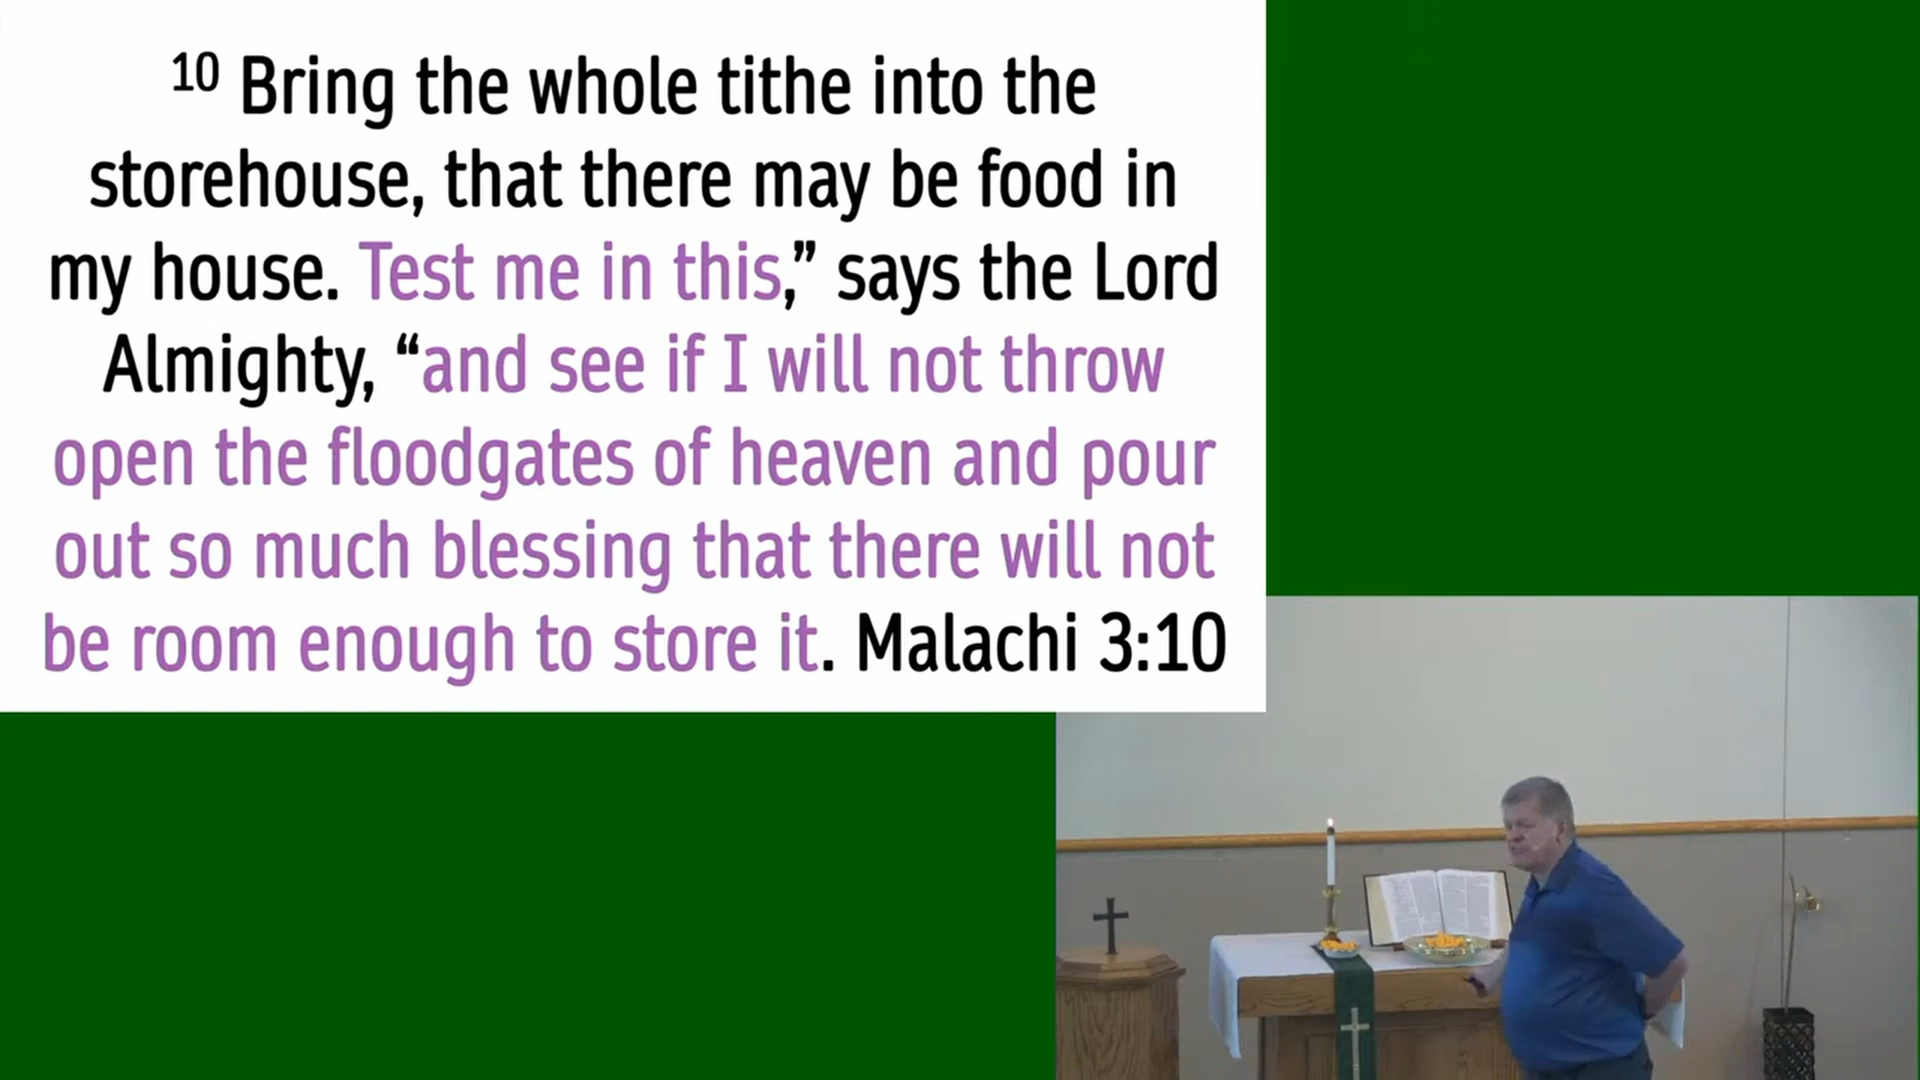 10 Bring the whole tithe into the
storehouse, that there may be food in
my house. Test me in this,” says the Lord
Almighty, “and see if I will not throw
open the floodgates of heaven and pour
out so much blessing that there will not
be room enough to store it. Malachi 3:10